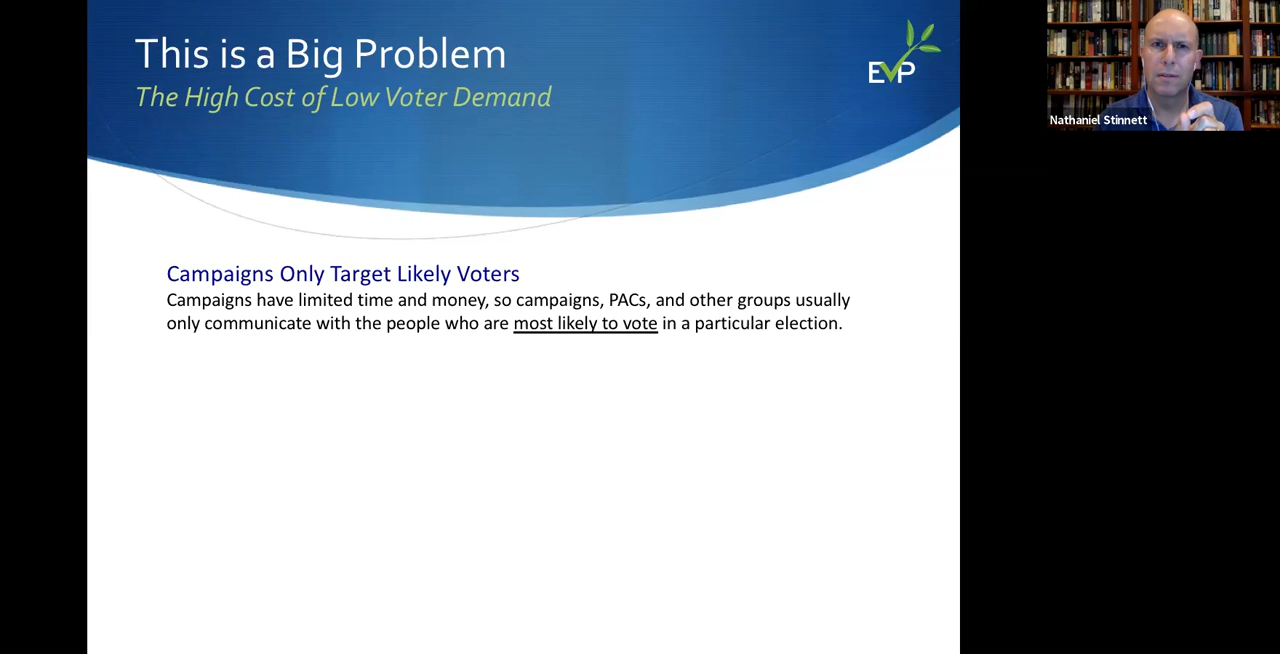 This is a Big Problem
The High Cost of Low Voter Demand
EVP
Nathaniel Stinnett
Campaigns Only Target Likely Voters
Campaigns have limited time and money, so campaigns, PACs, and other groups usually
only communicate with the people who are most likely to vote in a particular election.